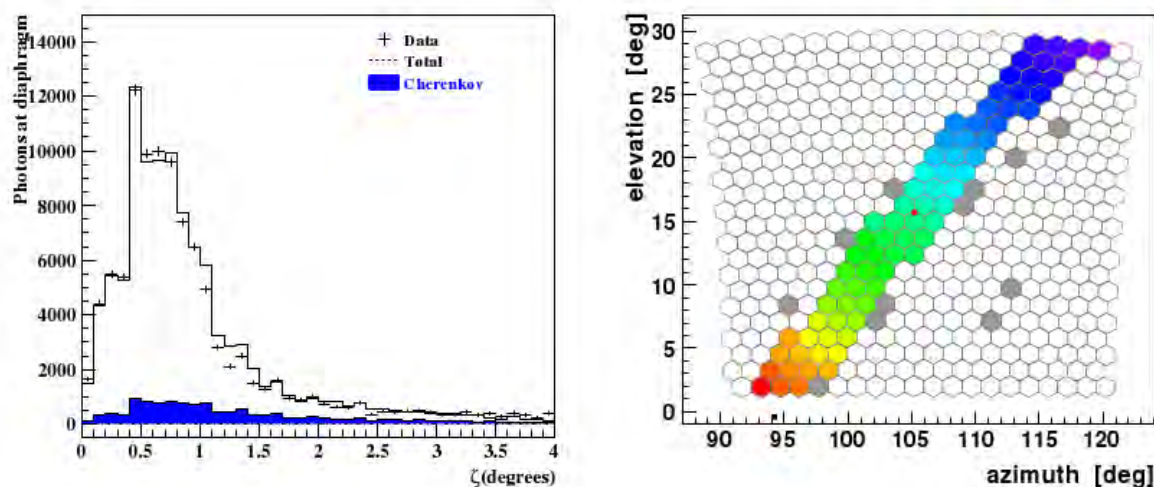 Photons at diaphragm
14000
12000
10000
8000
6000
4000
2000
0
Data
Total
Cherenkov
0 0.5 1 1.5 2 2.5 3 3.5 4
ζ(degrees)
elevation [deg]
30
25
20
15
10
5
0
90 95 100 105 110 115 120
azimuth [deg]